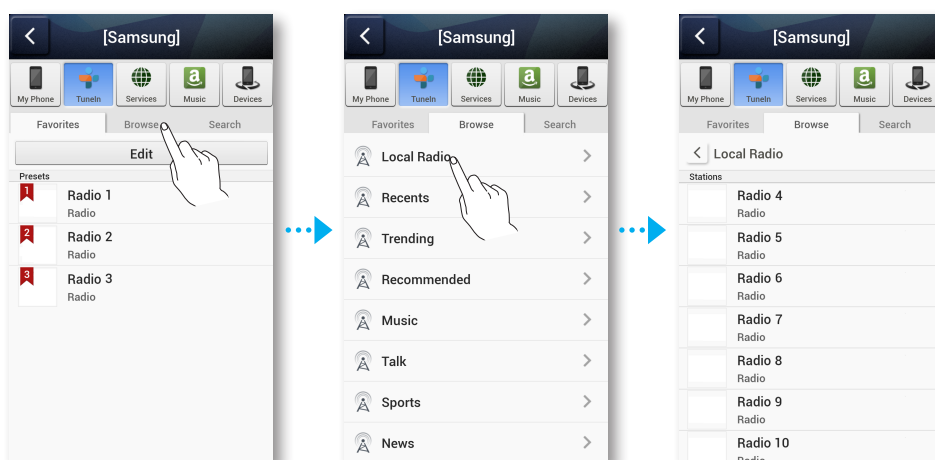 [Samsung]
My Phone TuneIn Services Music Devices
Favorites Browse Search
Edit
Presets
1
Radio 1
Radio
2
Radio 2
Radio
3
Radio 3
Radio
[Samsung]
My Phone TuneIn Services Music Devices
Favorites Browse Search
Local Radio
Recents
Trending
Recommended
Music
Talk
Sports
News
[Samsung]
My Phone TuneIn Services Music Devices
Favorites Browse Search
Local Radio
Stations
Radio 4
Radio
Radio 5
Radio
Radio 6
Radio
Radio 7
Radio
Radio 8
Radio
Radio 9
Radio
Radio 10
Radio